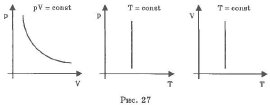 p pV = const
V
p T = const
T
V T = const
T
Рис. 27